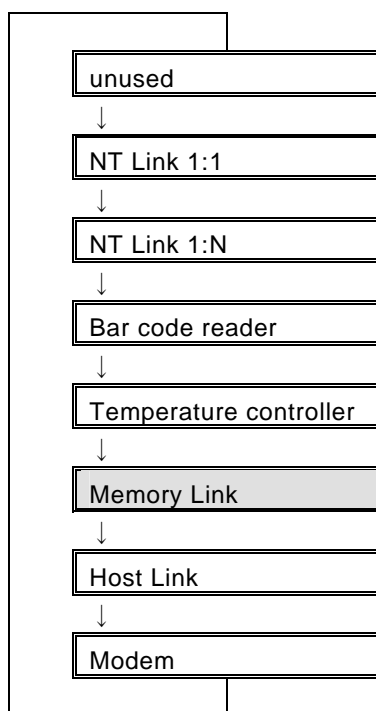 unused
↓
NT Link 1:1
↓
NT Link 1:N
↓
Bar code reader
↓
Temperature controller
↓
Memory Link
↓
Host Link
↓
Modem